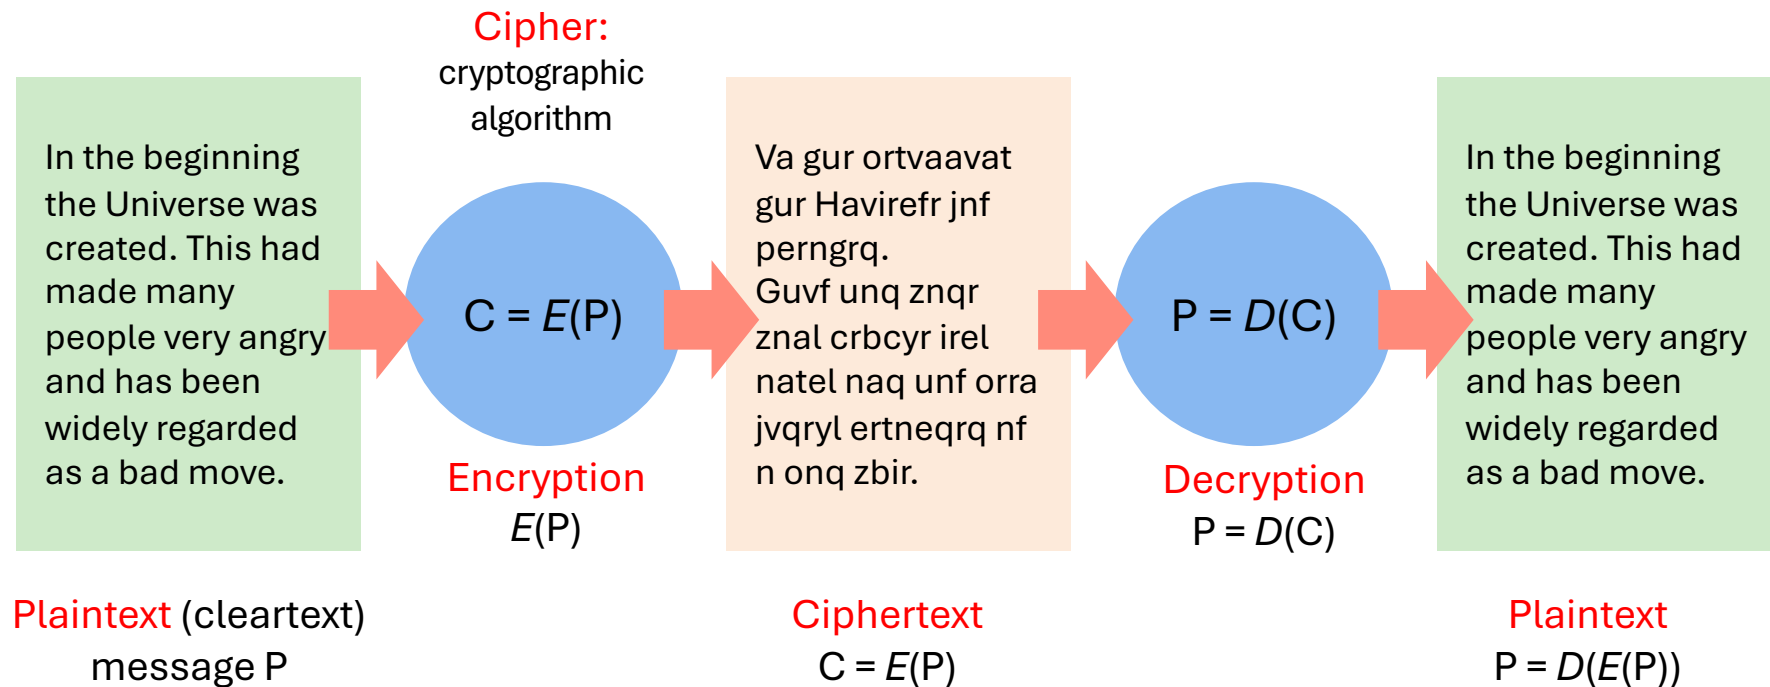 Cipher:
cryptographic
algorithm
In the beginning
the Universe was
created. This had
made many
people very angry
and has been
widely regarded
as a bad move.
Plaintext (cleartext)
message P
C = E(P)
Encryption
E(P)
Va gur ortvaavat
gur Havirefr jnf
perngrq.
Guvf unq znqr
znal crbcyr irel
natel naq unf orra
jvqryl ertneqrq nf
n onq zbir.
Ciphertext
C = E(P)
P = D(C)
Decryption
P = D(C)
In the beginning
the Universe was
created. This had
made many
people very angry
and has been
widely regarded
as a bad move.
Plaintext
P = D(E(P))